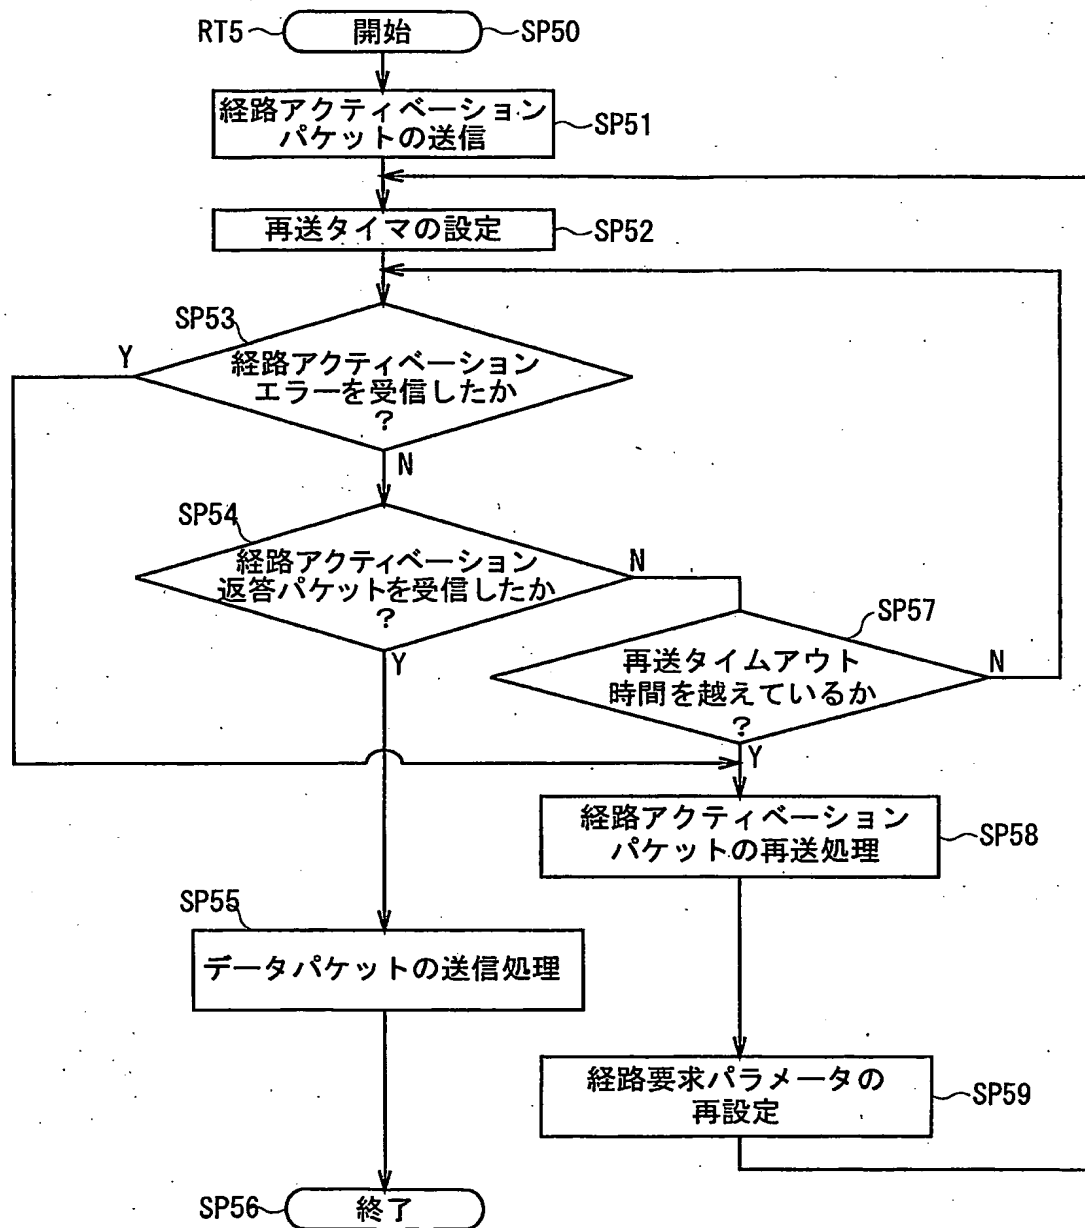 RT5 開始 SP50
経路アクティベーション
パケットの送信 SP51
再送タイマの設定 SP52
SP53
Y
経路アクティベーション
エラーを受信したか
?
N
SP54
経路アクティベーション
返答パケットを受信したか
?
N
Y
SP57
再送タイムアウト
時間を越えているか
?
N
Y
経路アクティベーション
パケットの再送処理 SP58
SP55
データパケットの送信処理
経路要求パラメータの
再設定 SP59
SP56 終了